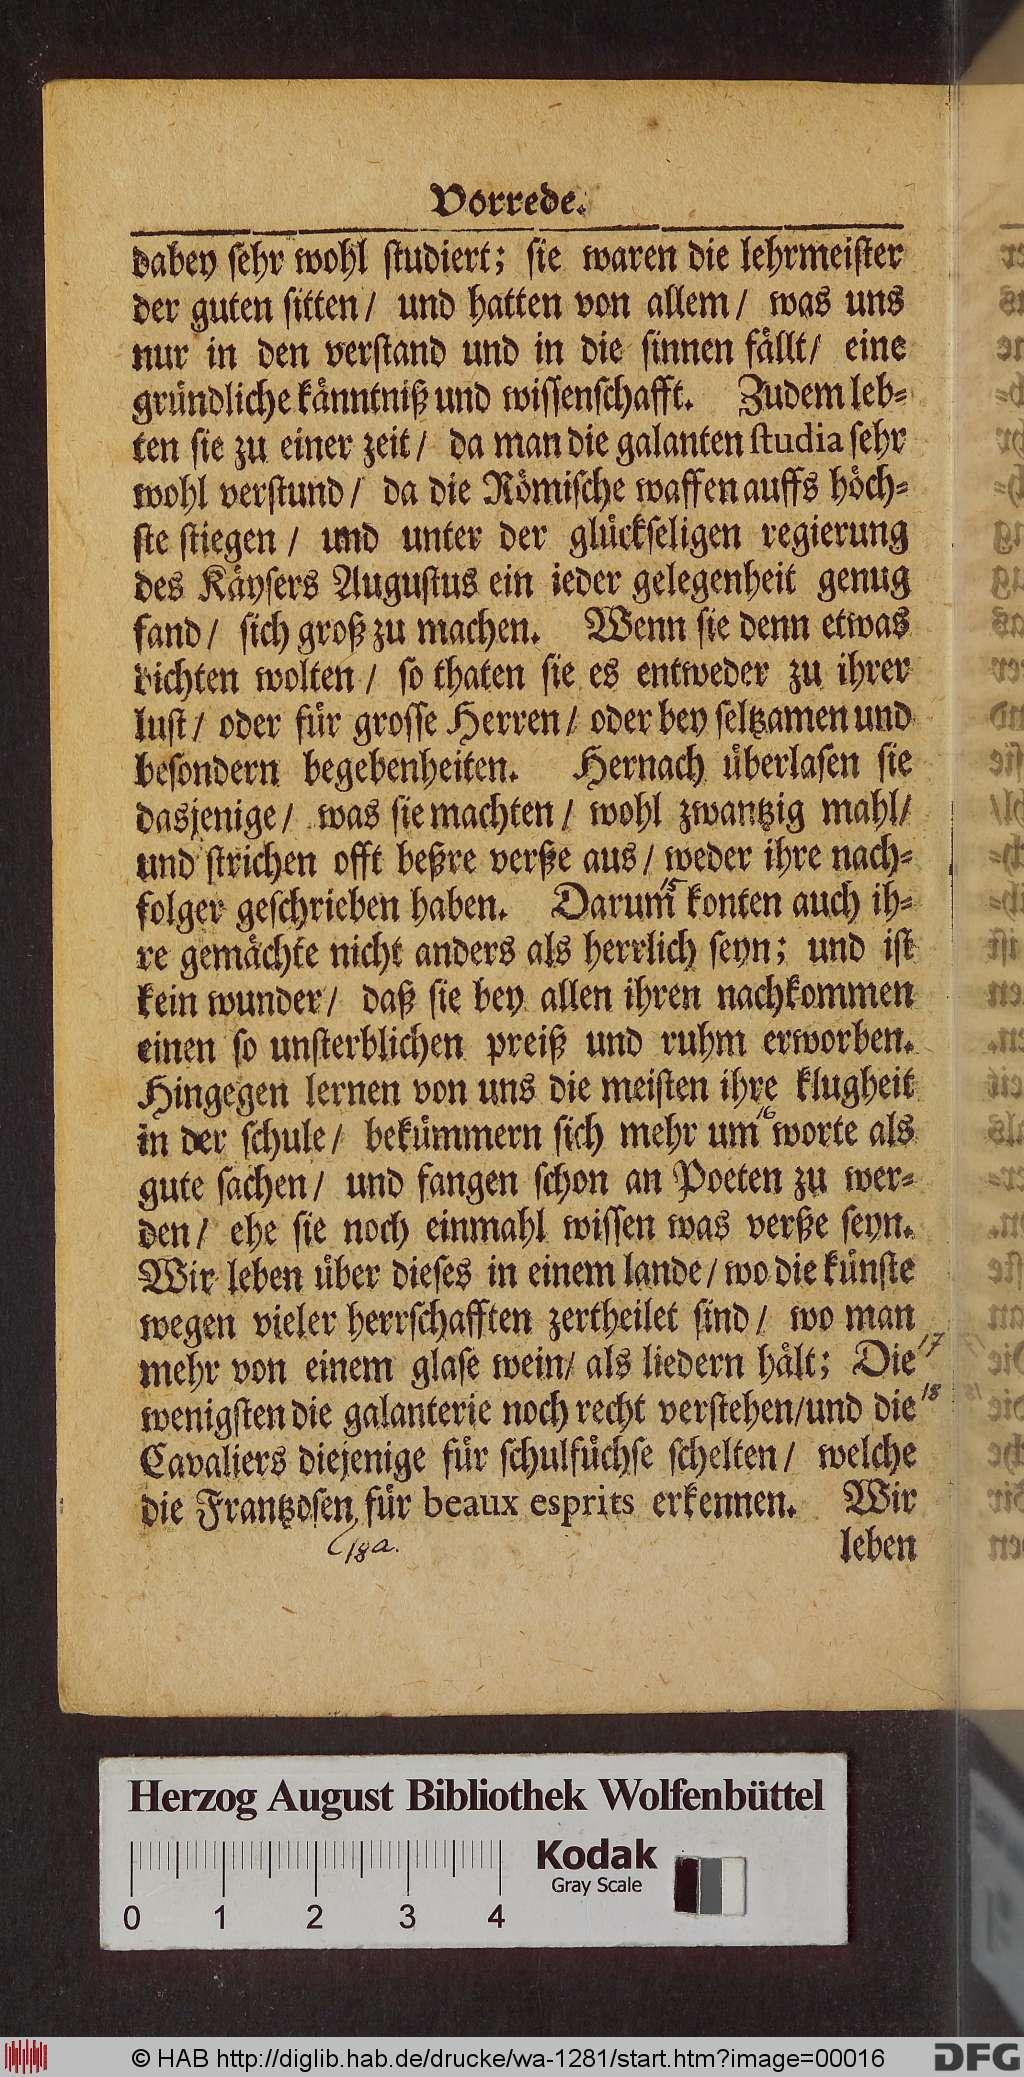 Vorrede.
dabey sehr wohl studiert; sie waren die lehrmeister
der guten sitten/ und hatten von allem/ was uns
nur in den verstand und in die sinnen fällt/ eine
gründliche känntniß und wissenschafft. Zudem leb-
ten sie zu einer zeit/ da man die galanten studia sehr
wohl verstund/ da die Römische waffen auffs höch-
ste stiegen/ und unter der glückseligen regierung
des Käysers Augustus ein ieder gelegenheit genug
fand/ sich groß zu machen. Wenn sie denn etwas
dichten wolten/ so thaten sie es entweder zu ihrer
lust/ oder für grosse Herren/ oder bey seltzamen und
besondern begebenheiten. Hernach überlasen sie
dasjenige/ was sie machten/ wohl zwantzig mahl/
und strichen offt beßre verße aus/ weder ihre nach-
folger geschrieben haben. Darum 15 konten auch ih-
re gemächte nicht anders als herrlich seyn; und ist
kein wunder/ daß sie bey allen ihren nachkommen
einen so unsterblichen preiß und ruhm erworben.
Hingegen lernen von uns die meisten ihre klugheit
in der schule/ bekümmern sich mehr um 16 worte als
gute sachen/ und fangen schon an Poeten zu wer-
den/ ehe sie noch einmahl wissen was verße seyn.
Wir leben über dieses in einem lande/ wo die künste
wegen vieler herrschafften zertheilet sind/ wo man
mehr von einem glase wein/ als liedern hält; Die 17
wenigsten die galanterie noch recht verstehen/ und die 18
Cavaliers diejenige für schulfüchse schelten/ welche
die Frantzosen für beaux esprits erkennen. Wir
18a.
leben
Herzog August Bibliothek Wolfenbüttel
Kodak
Gray Scale
0 1 2 3 4
© HAB http://diglib.hab.de/drucke/wa-1281/start.htm?image=00016
DFG